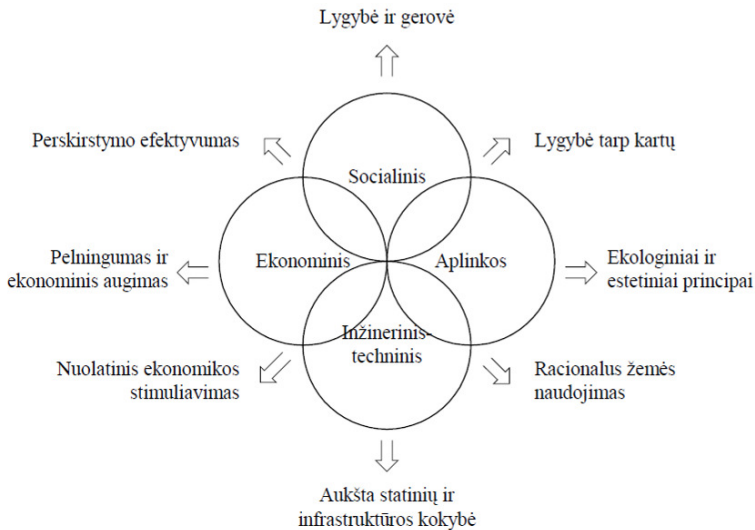 Lygybė ir gerovė
Perskirstymo efektyvumas
Lygybė tarp kartų
Socialinis
Pelningumas ir
ekonominis augimas
Ekonominis
Aplinkos
Ekologiniai ir
estetiniai principai
Inžinerinis-
techninis
Nuolatinis ekonomikos
stimuliavimas
Racionalus žemės
naudojimas
Aukšta statinių ir
infrastruktūros kokybė